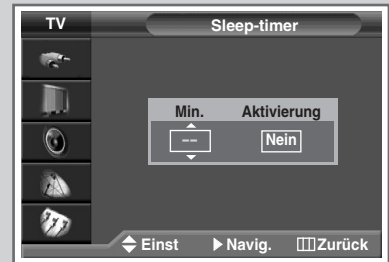 TV Sleep-timer
Min. Aktivierung
-- Nein
Einst Navig. Zurück